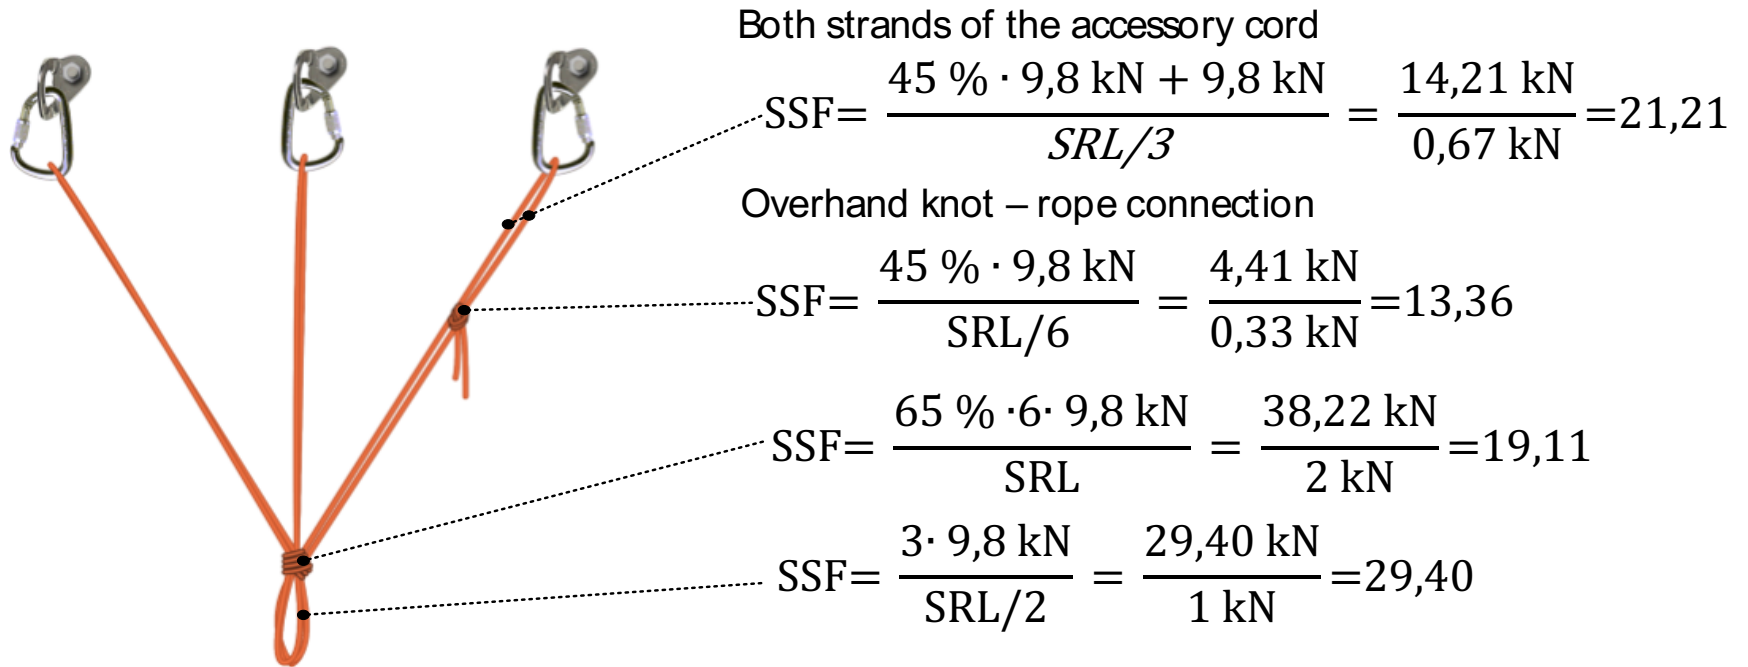 Both strands of the accessory cord
SSF= (45 % · 9,8 kN + 9,8 kN)/(SRL/3) = 14,21 kN/0,67 kN =21,21
Overhand knot – rope connection
SSF= (45 % · 9,8 kN)/(SRL/6) = 4,41 kN/0,33 kN =13,36
SSF= (65 % ·6· 9,8 kN)/SRL = 38,22 kN/2 kN =19,11
SSF= (3· 9,8 kN)/(SRL/2) = 29,40 kN/1 kN =29,40